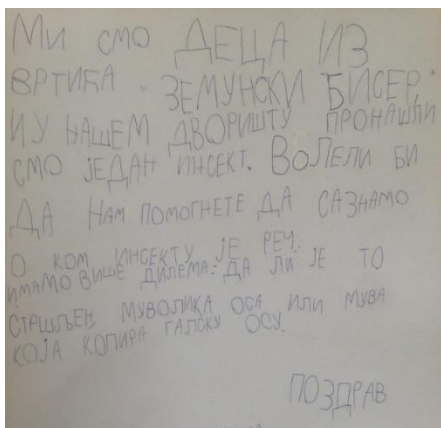 Ми смо ДЕЦА ИЗ
ВРТИЋА "ЗЕМУНСКИ БИСЕР"
И У НАШЕМ ДВОРИШТУ ПРОНАШЛИ
СМО ЈЕДАН ИНСЕКТ. ВОЛЕЛИ БИ
ДА НАМ ПОМОГНЕТЕ ДА САЗНАМО
О КОМ ИНСЕКТУ ЈЕ РЕЧ.
ИМАМО ВИШЕ ДИЛЕМА: ДА ЛИ ЈЕ ТО
СТРШЉЕН, МУВОЛИКА ОСА ИЛИ МУВА
КОЈА КОПИРА ГАЛСКУ ОСУ.
ПОЗДРАВ